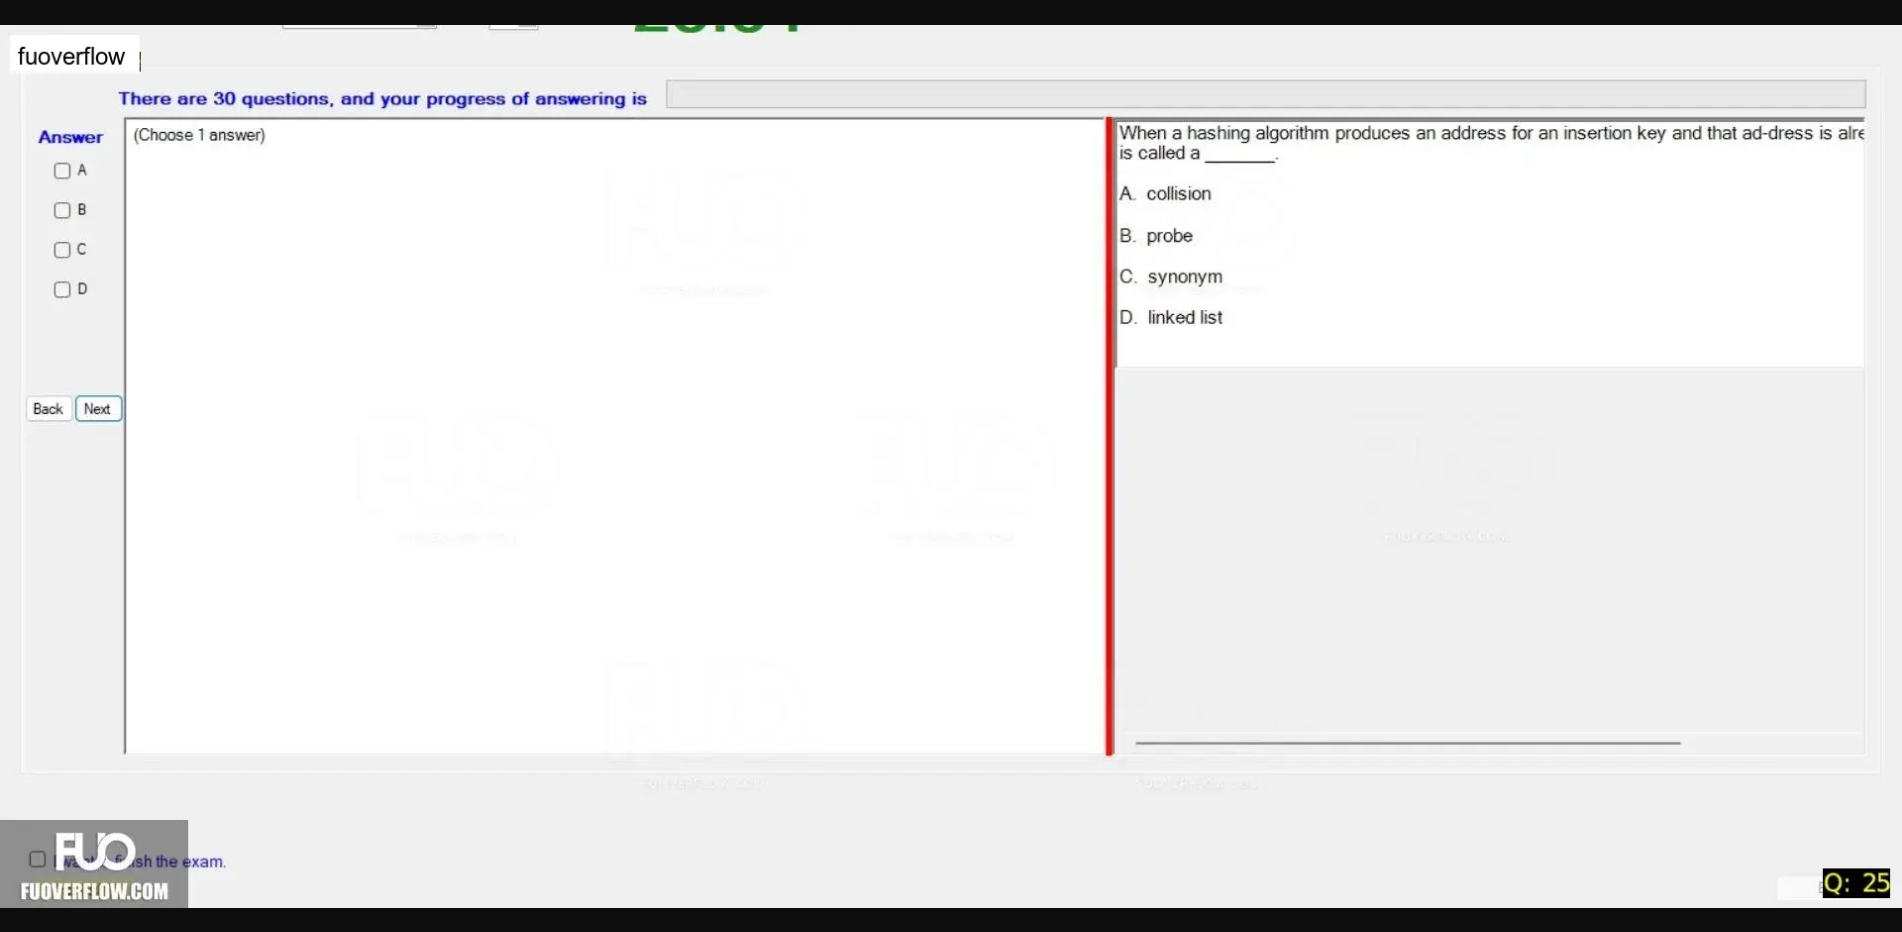 fuoverflow
There are 30 questions, and your progress of answering is
Answer
(Choose 1 answer)
A
B
C
D
Back Next
When a hashing algorithm produces an address for an insertion key and that ad-dress is alre
is called a _______.
A. collision
B. probe
C. synonym
D. linked list
finish the exam.
FUO
FUOVERFLOW.COM
Q: 25